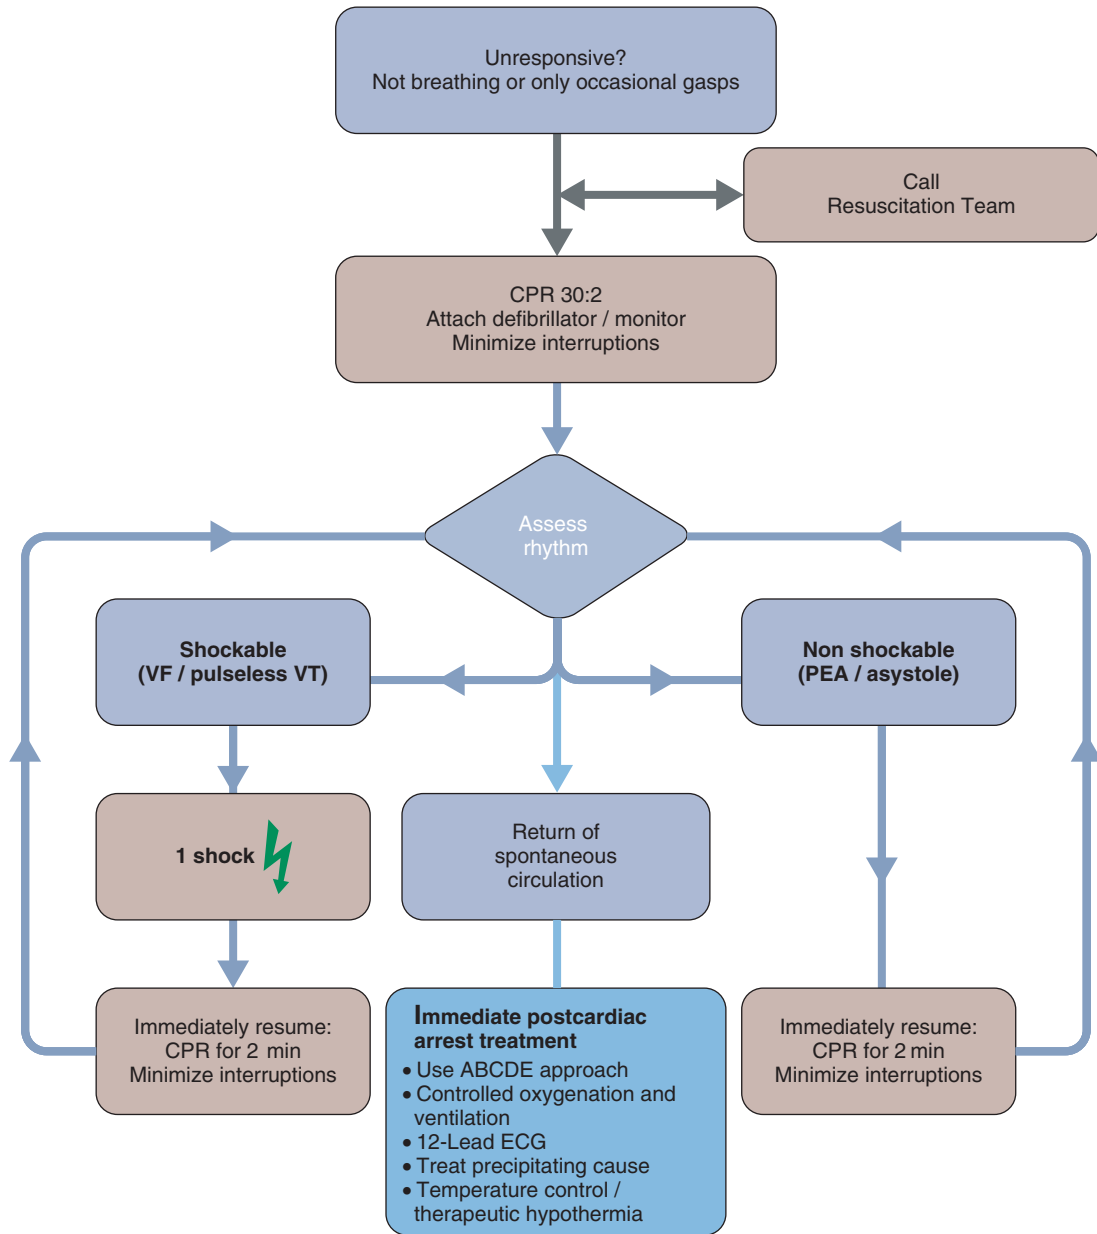 Unresponsive?
Not breathing or only occasional gasps
Call
Resuscitation Team
CPR 30:2
Attach defibrillator / monitor
Minimize interruptions
Assess
rhythm
Shockable
(VF / pulseless VT)
Non shockable
(PEA / asystole)
1 shock
Return of
spontaneous
circulation
Immediately resume:
CPR for 2 min
Minimize interruptions
Immediate postcardiac
arrest treatment
• Use ABCDE approach
• Controlled oxygenation and
ventilation
• 12-Lead ECG
• Treat precipitating cause
• Temperature control /
therapeutic hypothermia
Immediately resume:
CPR for 2 min
Minimize interruptions